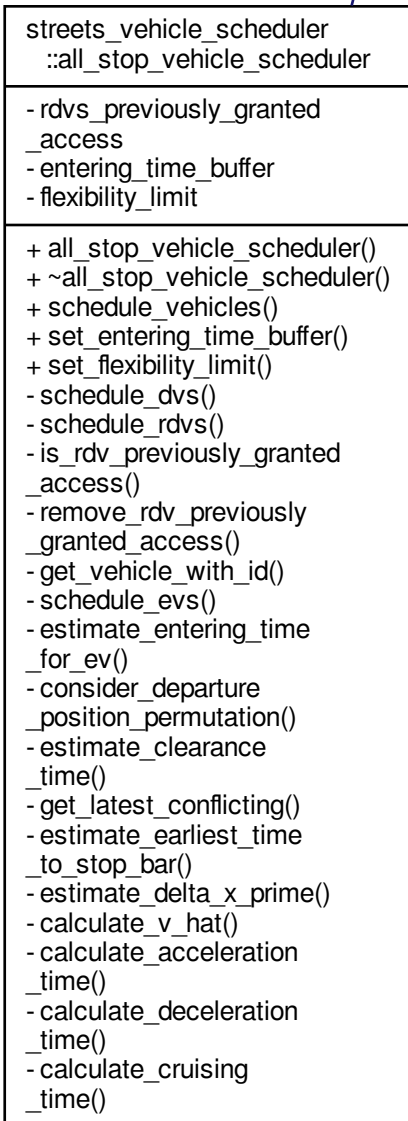 streets_vehicle_scheduler
::all_stop_vehicle_scheduler
- rdvs_previously_granted
_access
- entering_time_buffer
- flexibility_limit
+ all_stop_vehicle_scheduler()
+ ~all_stop_vehicle_scheduler()
+ schedule_vehicles()
+ set_entering_time_buffer()
+ set_flexibility_limit()
- schedule_dvs()
- schedule_rdvs()
- is_rdv_previously_granted
_access()
- remove_rdv_previously
_granted_access()
- get_vehicle_with_id()
- schedule_evs()
- estimate_entering_time
_for_ev()
- consider_departure
_position_permutation()
- estimate_clearance
_time()
- get_latest_conflicting()
- estimate_earliest_time
_to_stop_bar()
- estimate_delta_x_prime()
- calculate_v_hat()
- calculate_acceleration
_time()
- calculate_deceleration
_time()
- calculate_cruising
_time()